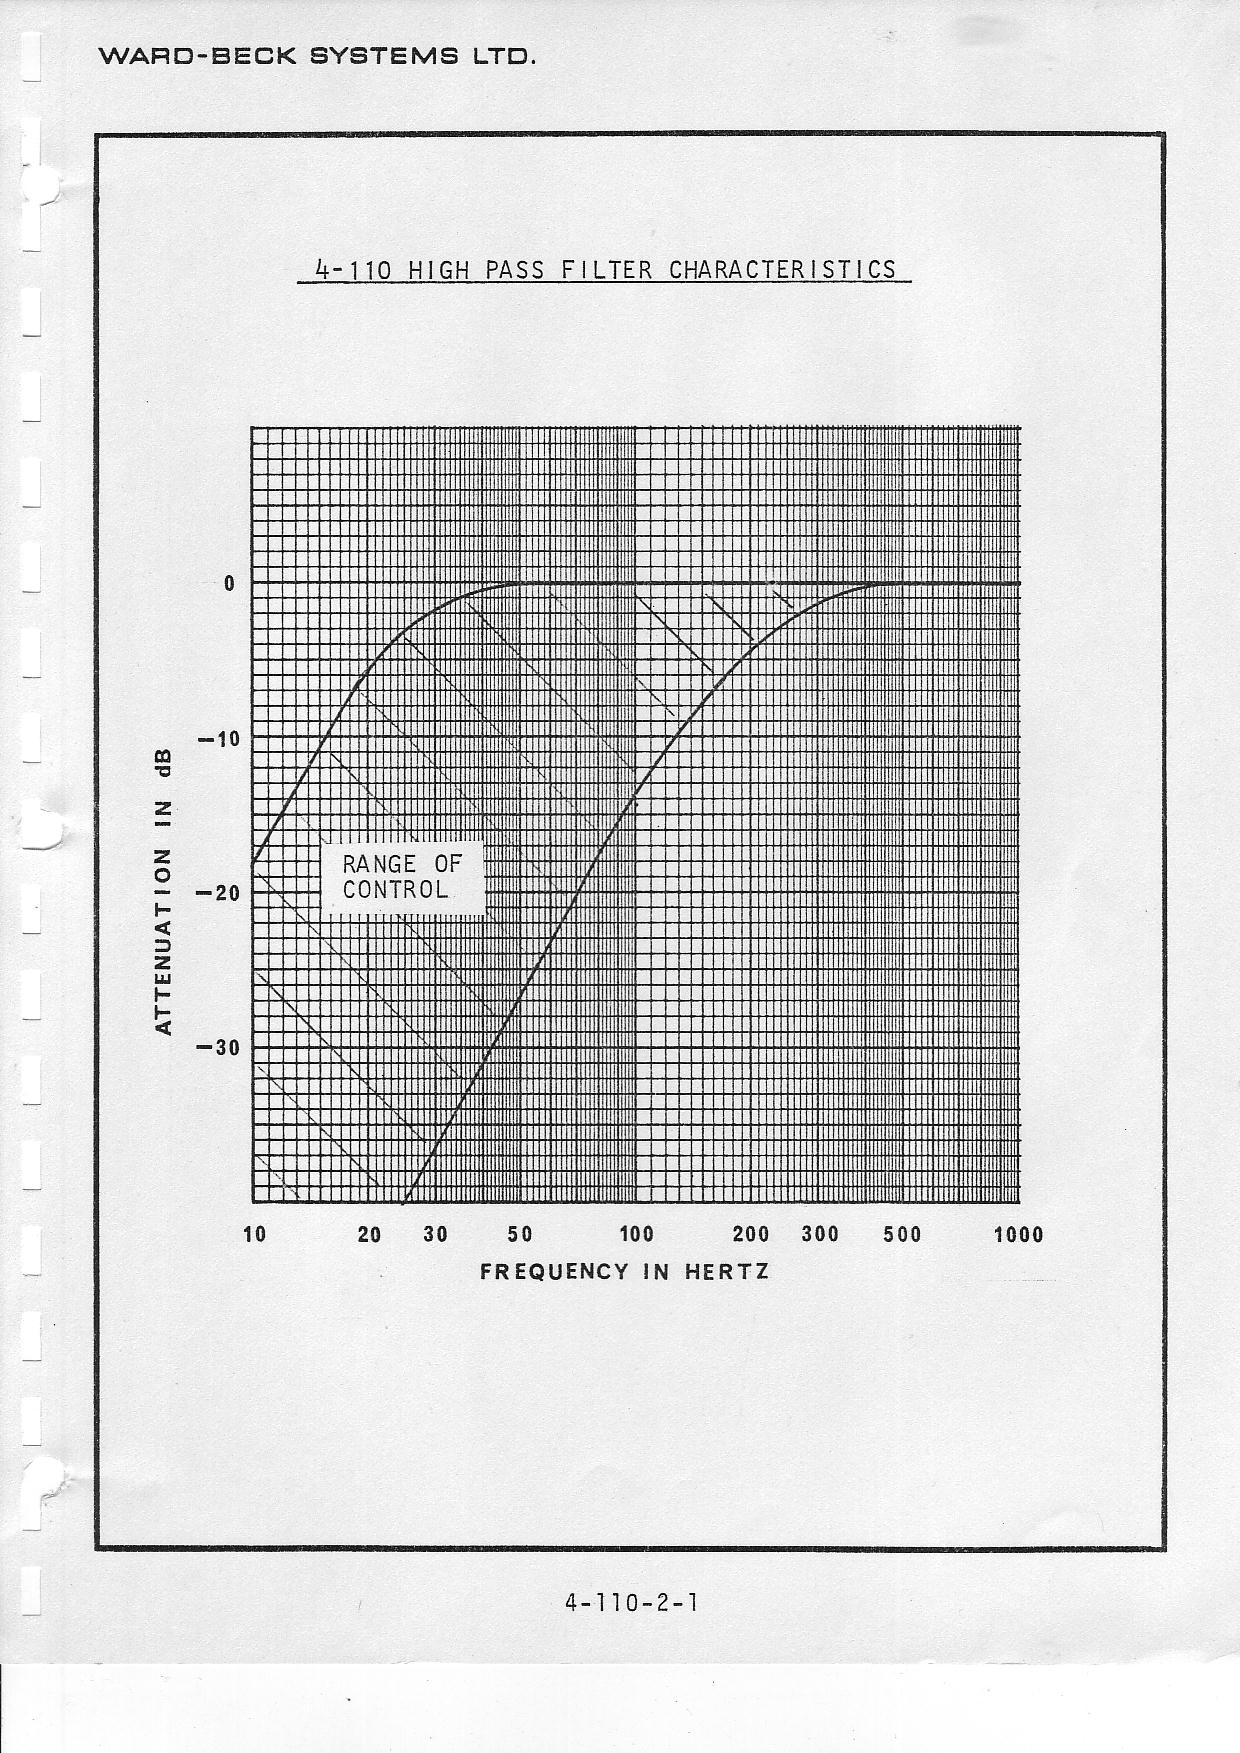 WARD-BECK SYSTEMS LTD.
4-110 HIGH PASS FILTER CHARACTERISTICS
0
-10
-20
-30
ATTENUATION IN dB
RANGE OF
CONTROL
10 20 30 50 100 200 300 500 1000
FREQUENCY IN HERTZ
4-110-2-1